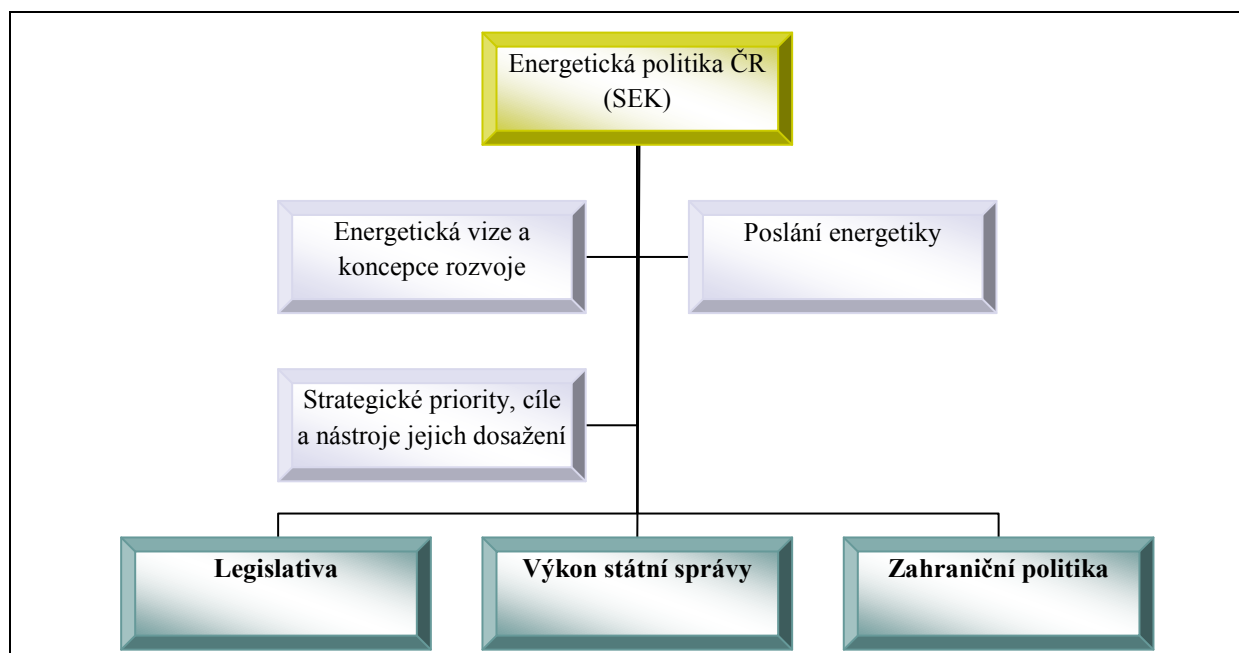 Energetická politika ČR
(SEK)
Energetická vize a
koncepce rozvoje
Poslání energetiky
Strategické priority, cíle
a nástroje jejich dosažení
Legislativa
Výkon státní správy
Zahraniční politika